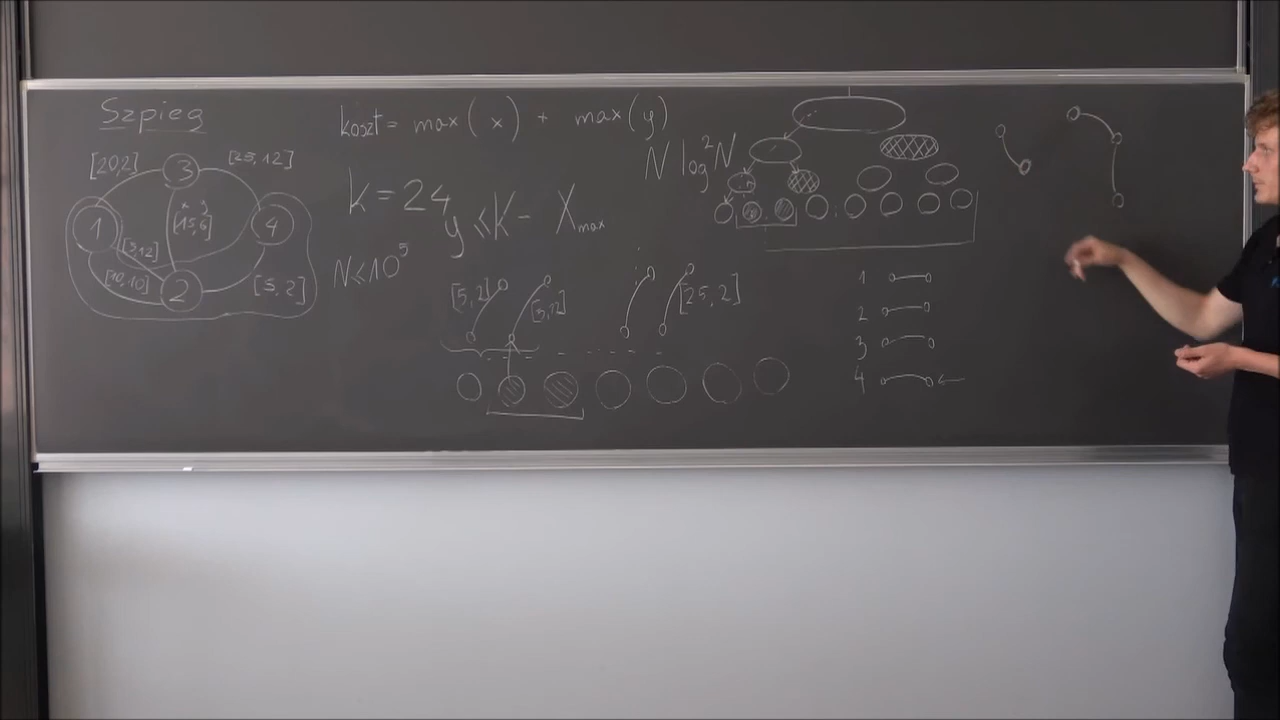 Szpieg
koszt = max(x) + max(y)
[20,2] 3 [25,12]
N log²N
k = 24
y ≤ K - Xmax
x y
[15,6]
1 4
[3,12]
[10,10]
2 [5,2]
N ≤ 10⁵
[5,2] [3,12] [25,2]
1
2
3
4